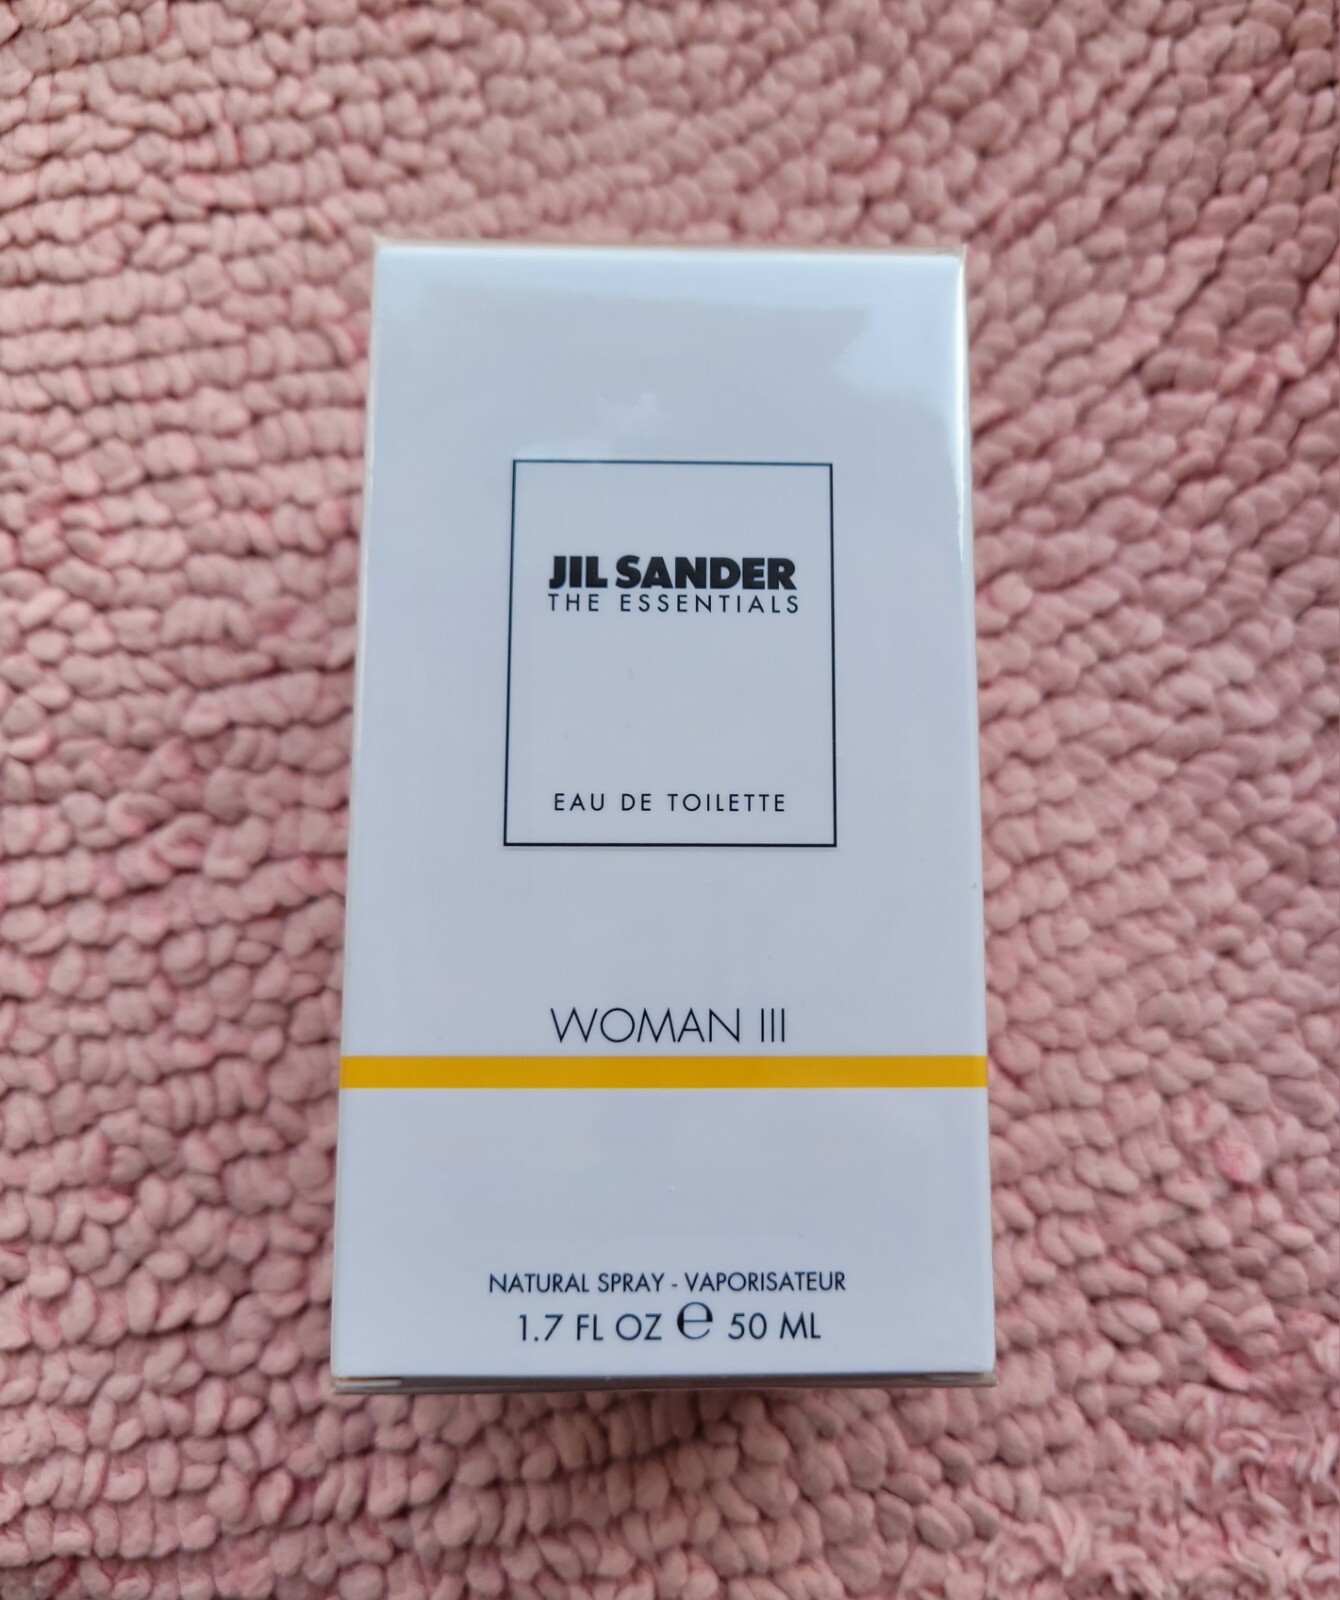 JIL SANDER
THE ESSENTIALS
EAU DE TOILETTE
WOMAN III
NATURAL SPRAY - VAPORISATEUR
1.7 FL OZ ℮ 50 ML